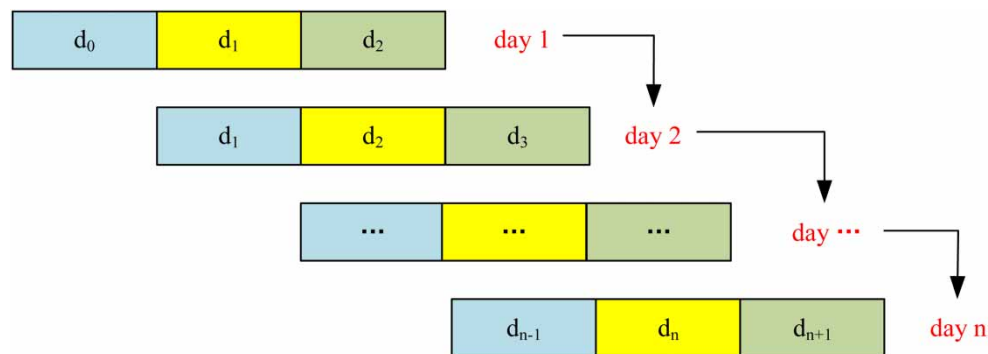 d₀ d₁ d₂ day 1
d₁ d₂ d₃ day 2
... ... ... day ...
dₙ₋₁ dₙ dₙ₊₁ day n